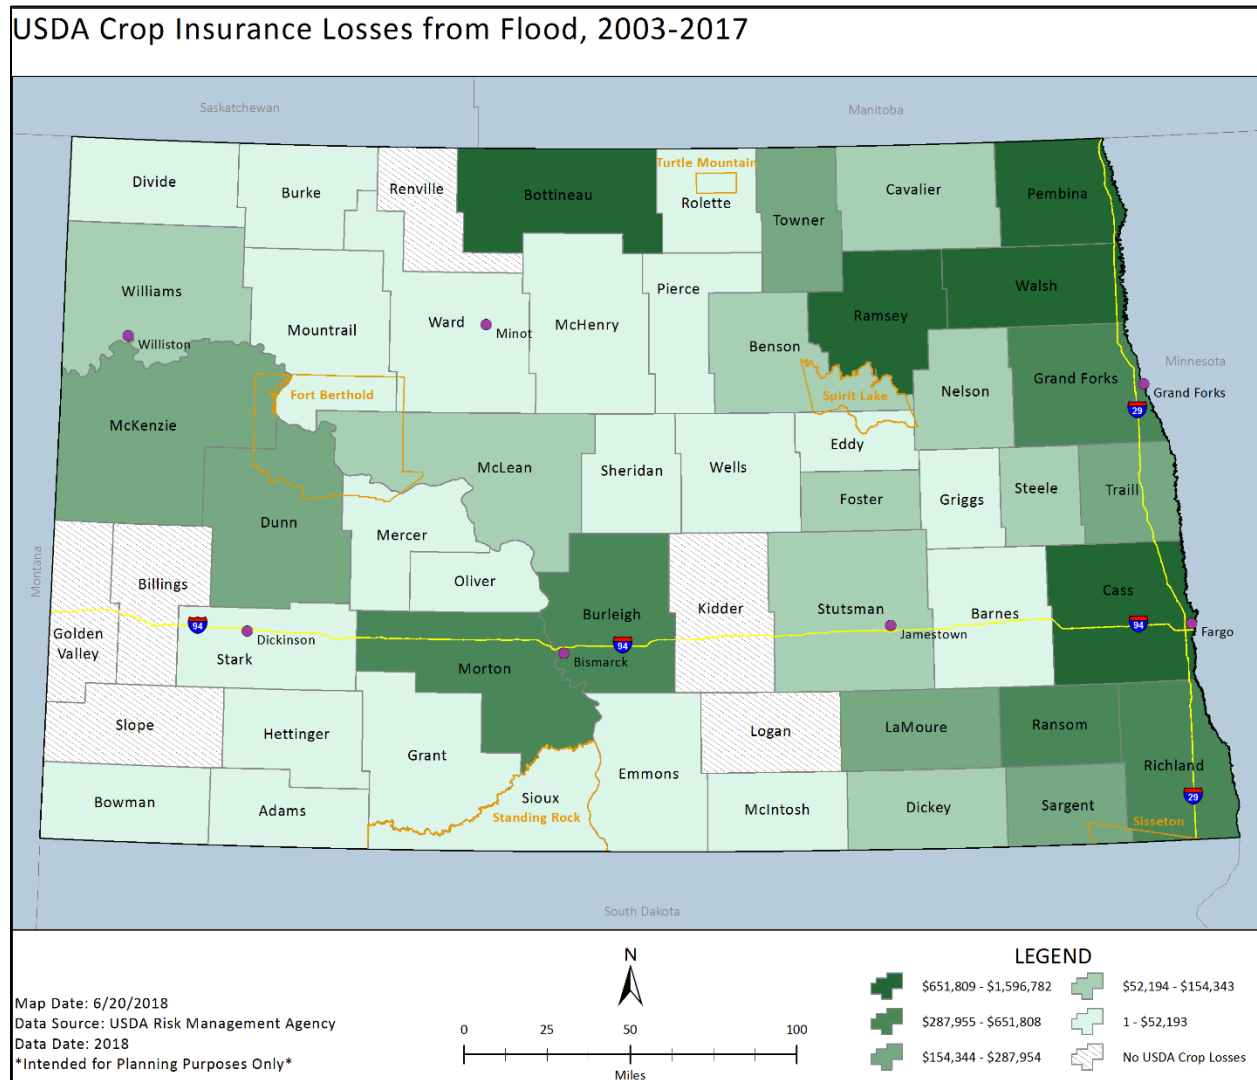 USDA Crop Insurance Losses from Flood, 2003-2017
Saskatchewan
Manitoba
Divide
Burke
Renville
Bottineau
Turtle Mountain
Rolette
Towner
Cavalier
Pembina
Williams
Williston
Mountrail
Ward
Minot
McHenry
Pierce
Benson
Ramsey
Walsh
Minnesota
McKenzie
Fort Berthold
Spirit Lake
Nelson
Grand Forks
Grand Forks
29
McLean
Sheridan
Wells
Eddy
Foster
Griggs
Steele
Traill
Dunn
Mercer
Oliver
Montana
Billings
Golden
Valley
94
Dickinson
Stark
Burleigh
94
Bismarck
Morton
Kidder
Stutsman
Jamestown
Barnes
Cass
94
Fargo
Slope
Hettinger
Grant
Emmons
Logan
LaMoure
Ransom
Richland
29
Bowman
Adams
Sioux
Standing Rock
McIntosh
Dickey
Sargent
Sisseton
South Dakota
Map Date: 6/20/2018
Data Source: USDA Risk Management Agency
Data Date: 2018
*Intended for Planning Purposes Only*
N
0 25 50 100
Miles
LEGEND
$651,809 - $1,596,782
$287,955 - $651,808
$154,344 - $287,954
$52,194 - $154,343
1 - $52,193
No USDA Crop Losses